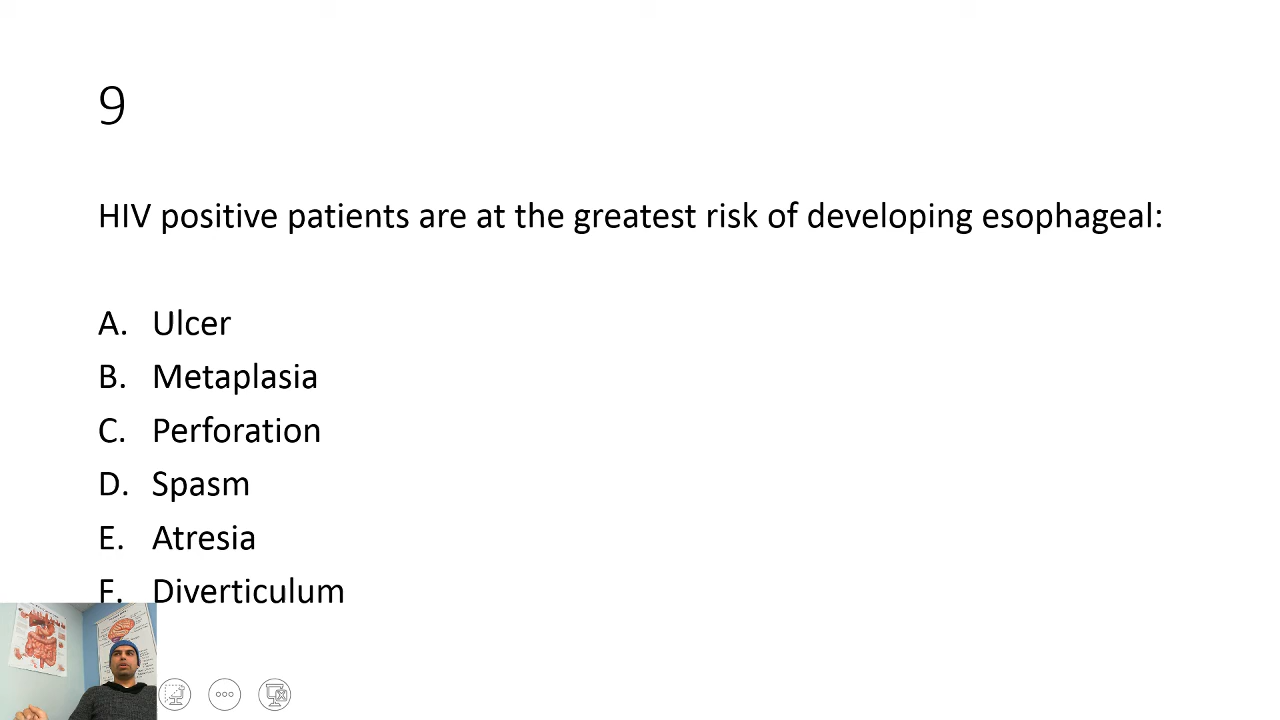 9
HIV positive patients are at the greatest risk of developing esophageal:
A. Ulcer
B. Metaplasia
C. Perforation
D. Spasm
E. Atresia
F. Diverticulum